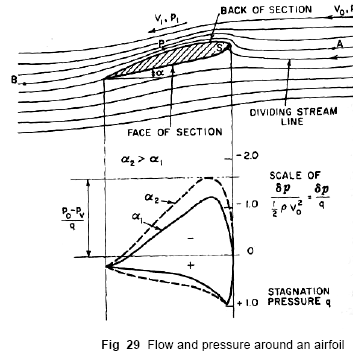 BACK OF SECTION
V₁, P₁
V₀, P
P
S
A
B
α
DIVIDING STREAM
LINE
FACE OF SECTION
α₂ > α₁
-2.0
SCALE OF
δp / ½ ρ V₀² = δp / q
p₀-pᵥ / q
α₂
α₁
-1.0
-
0
+
STAGNATION
PRESSURE q
+1.0
Fig 29 Flow and pressure around an airfoil